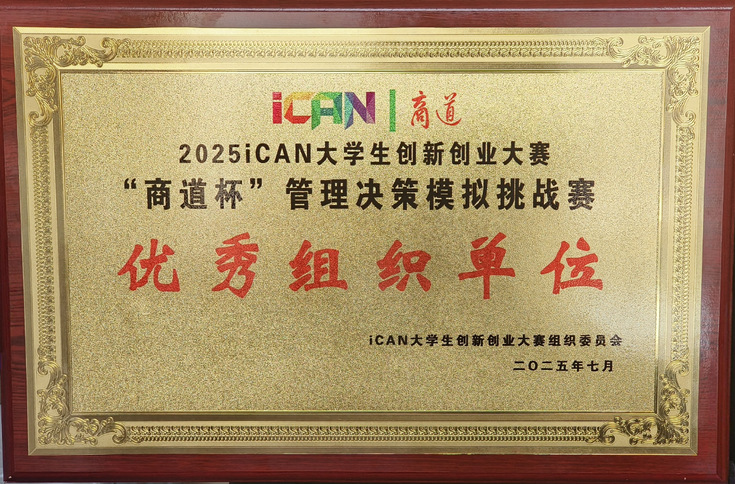 iCAN | 商道
2025iCAN大学生创新创业大赛
“商道杯”管理决策模拟挑战赛
优秀组织单位
iCAN大学生创新创业大赛组织委员会
二〇二五年七月